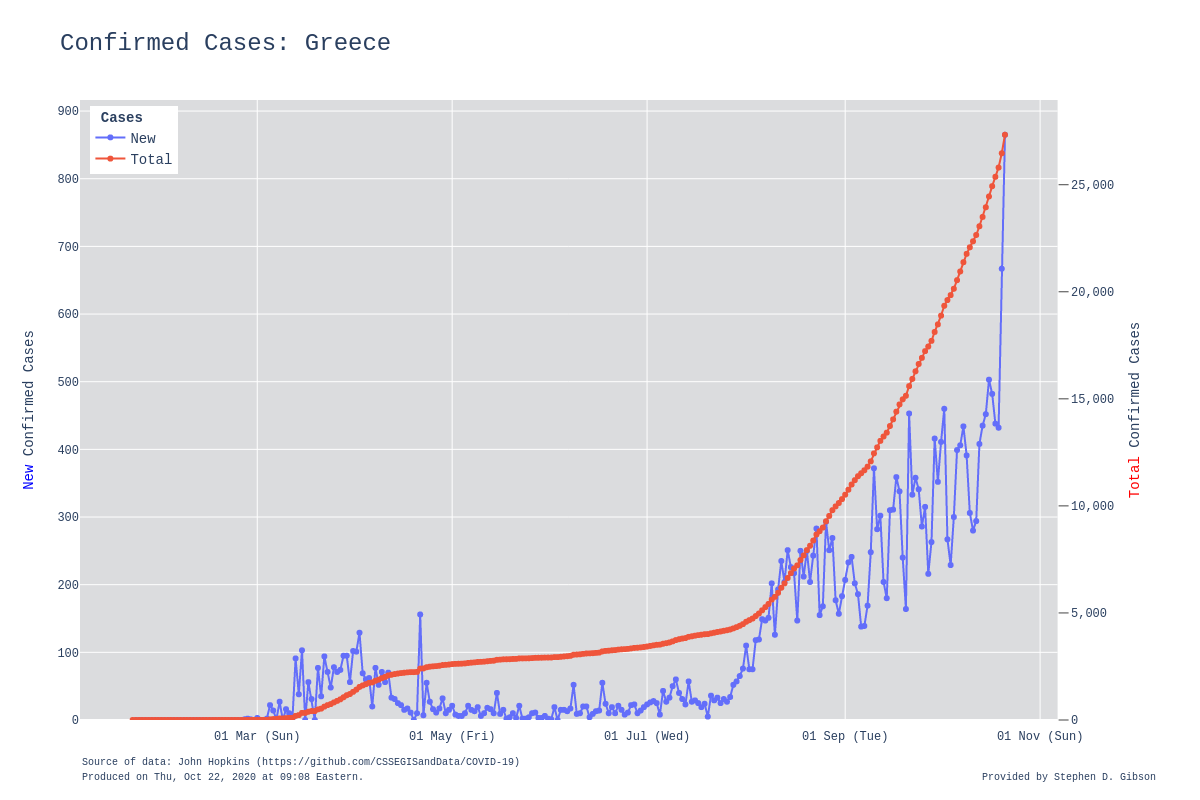 Confirmed Cases: Greece
Cases
New
Total
900
800
700
600
500
400
300
200
100
0
25,000
20,000
15,000
10,000
5,000
0
New Confirmed Cases
Total Confirmed Cases
01 Mar (Sun)
01 May (Fri)
01 Jul (Wed)
01 Sep (Tue)
01 Nov (Sun)
Source of data: John Hopkins (https://github.com/CSSEGISandData/COVID-19)
Produced on Thu, Oct 22, 2020 at 09:08 Eastern.
Provided by Stephen D. Gibson